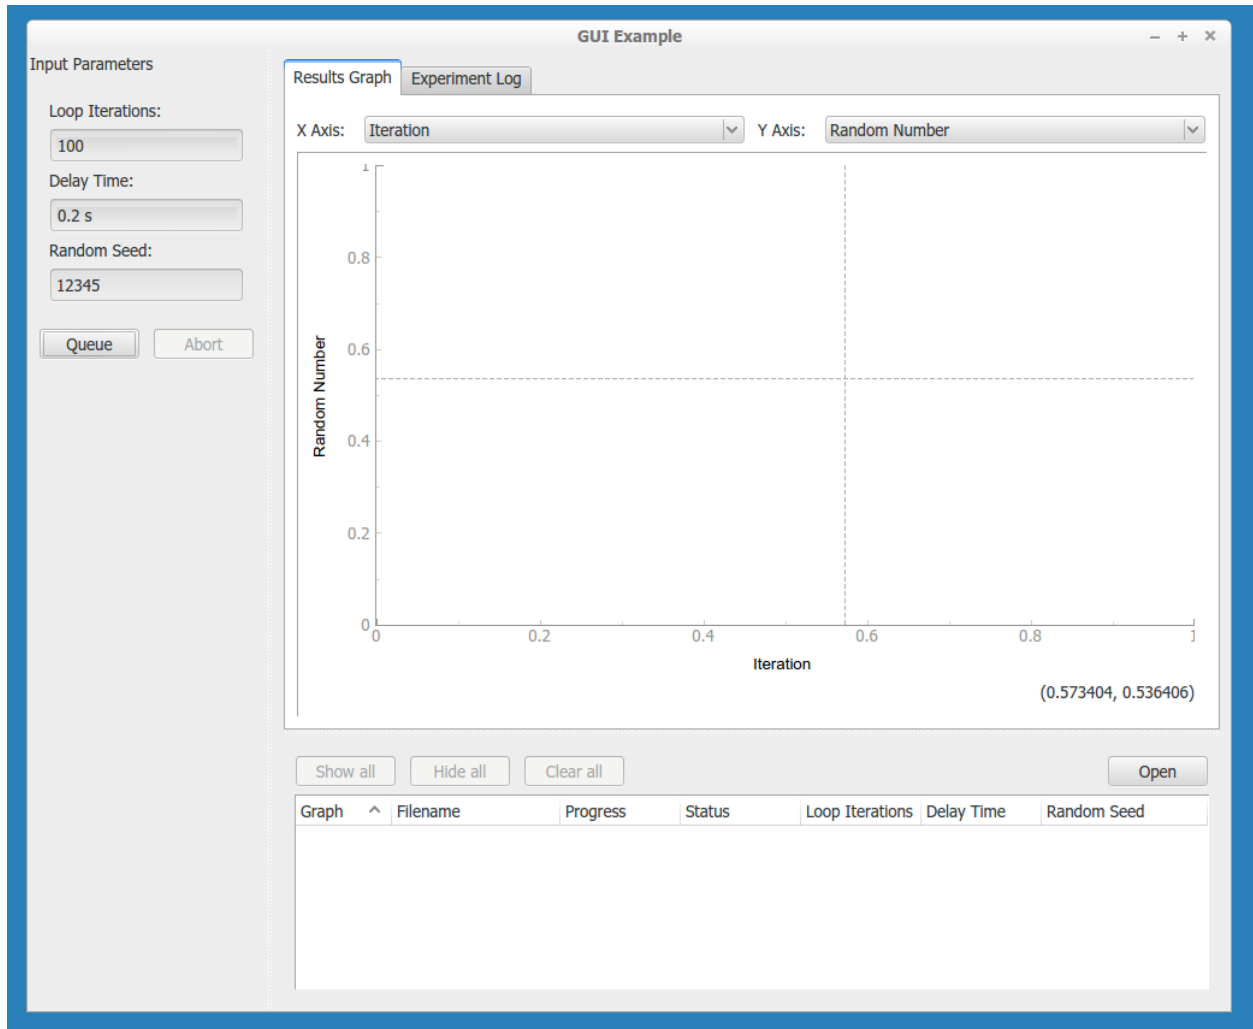 GUI Example
Input Parameters
Loop Iterations:
100
Delay Time:
0.2 s
Random Seed:
12345
Queue Abort
Results Graph Experiment Log
X Axis: Iteration Y Axis: Random Number
1
0.8
0.6
0.4
0.2
0
Random Number
0 0.2 0.4 0.6 0.8 1
Iteration
(0.573404, 0.536406)
Show all Hide all Clear all Open
Graph Filename Progress Status Loop Iterations Delay Time Random Seed